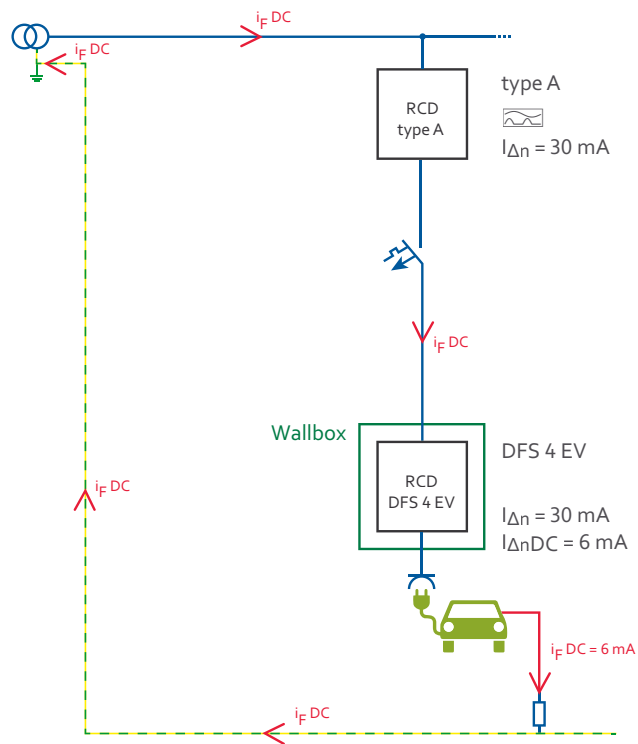 iF DC
iF DC
RCD
type A
type A
IΔn = 30 mA
iF DC
Wallbox
RCD
DFS 4 EV
DFS 4 EV
IΔn = 30 mA
IΔnDC = 6 mA
iF DC
iF DC = 6 mA
iF DC